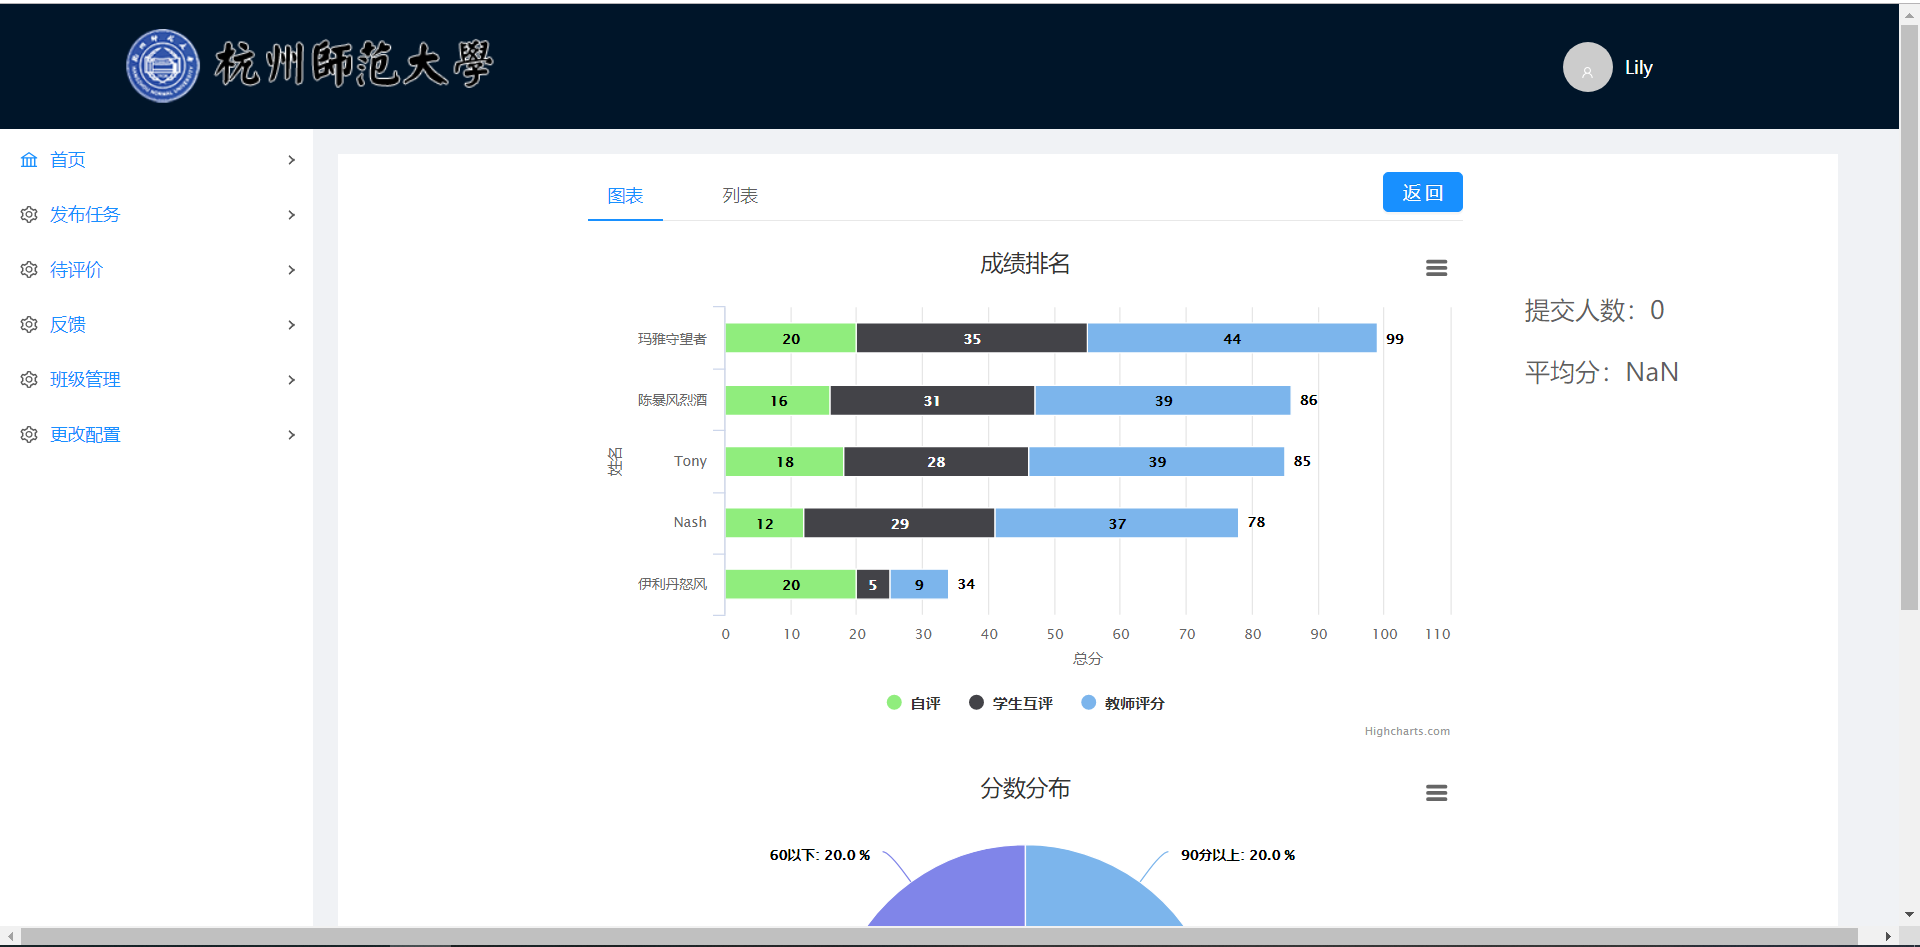 杭州師范大學
Lily
首页
发布任务
待评价
反馈
班级管理
更改配置
图表
列表
返回
成绩排名
提交人数：0
平均分：NaN
姓名
玛雅守望者 20 35 44 99
陈暴风烈酒 16 31 39 86
Tony 18 28 39 85
Nash 12 29 37 78
伊利丹怒风 20 5 9 34
0 10 20 30 40 50 60 70 80 90 100 110
总分
自评 学生互评 教师评分
Highcharts.com
分数分布
60以下: 20.0 %
90分以上: 20.0 %